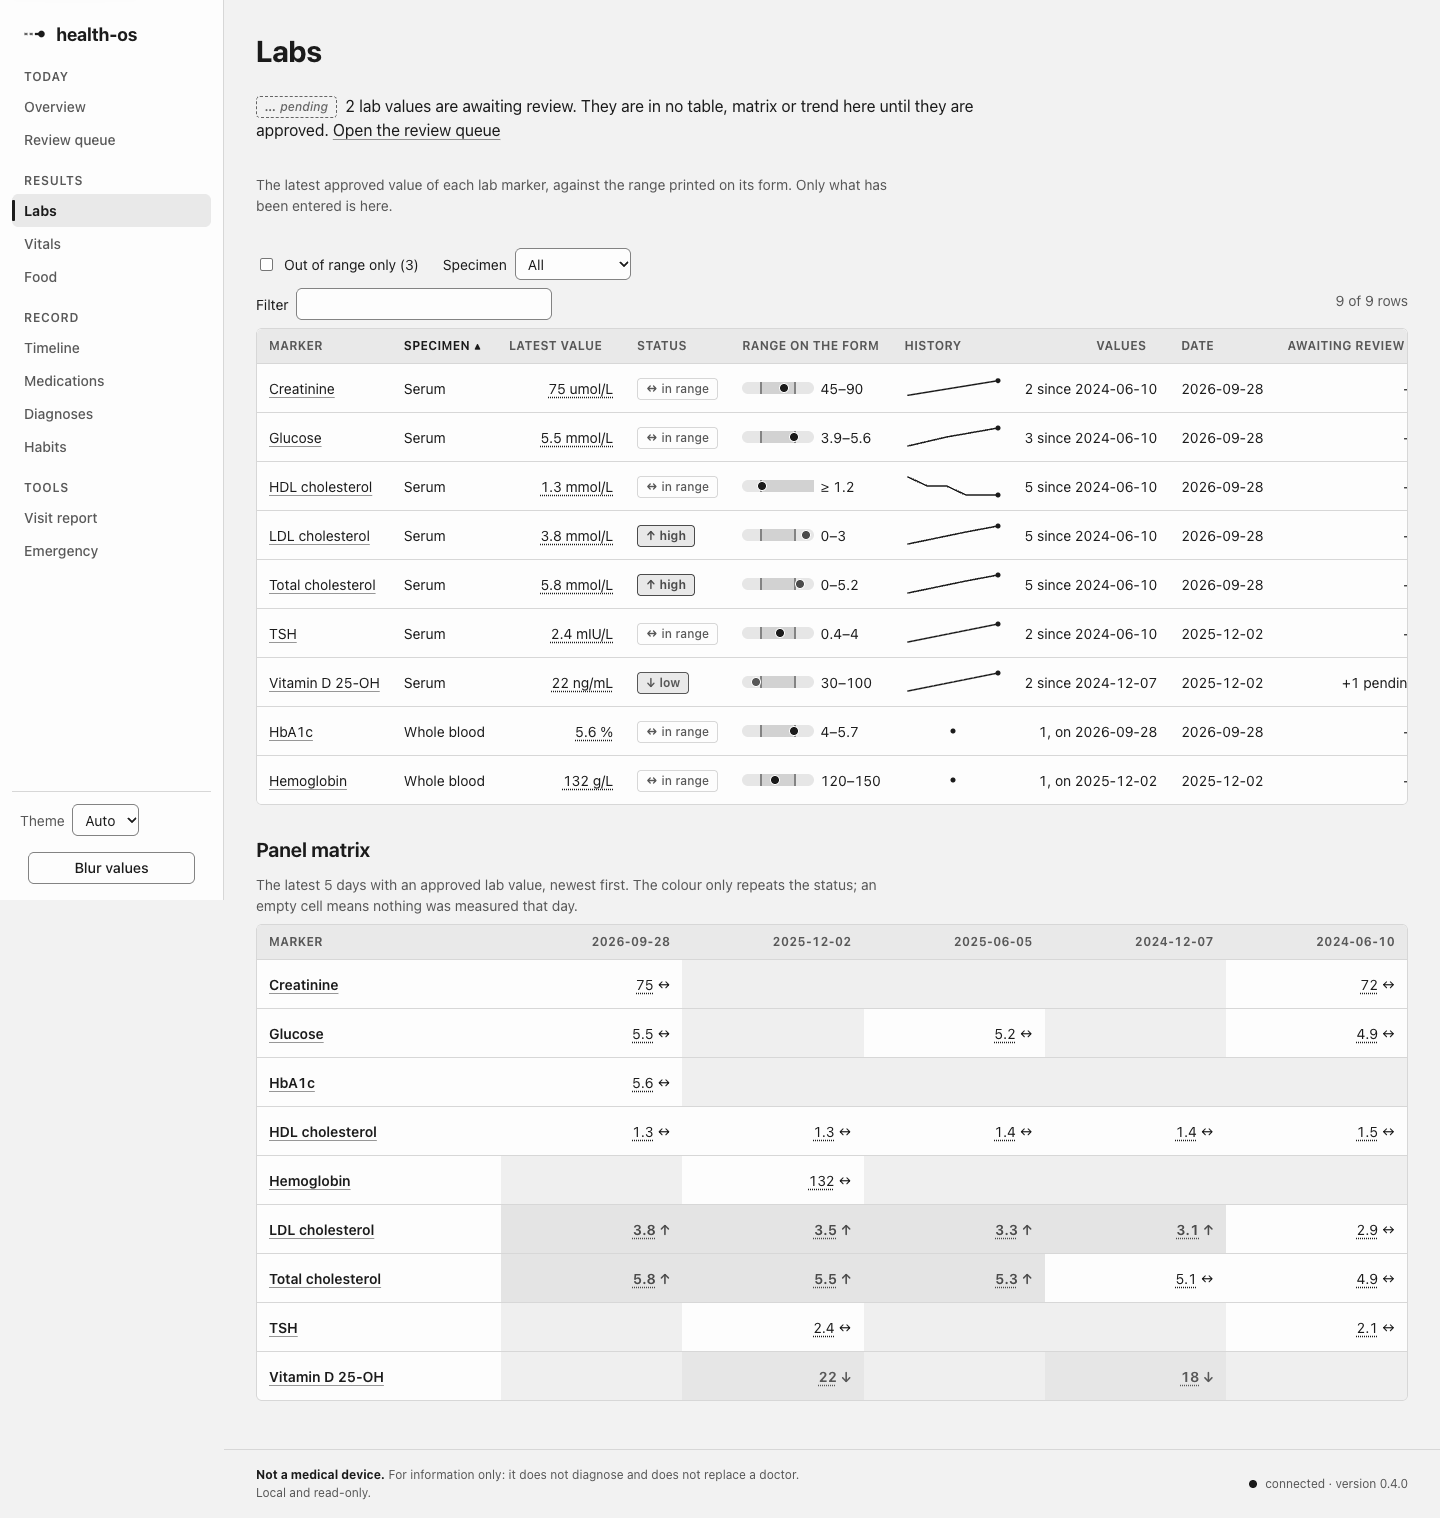 health-os
TODAY
Overview
Review queue
RESULTS
Labs
Vitals
Food
RECORD
Timeline
Medications
Diagnoses
Habits
TOOLS
Visit report
Emergency
Theme Auto
Blur values
Labs
... pending 2 lab values are awaiting review. They are in no table, matrix or trend here until they are
approved. Open the review queue
The latest approved value of each lab marker, against the range printed on its form. Only what has
been entered is here.
Out of range only (3) Specimen All
Filter
9 of 9 rows
MARKER SPECIMEN ▲ LATEST VALUE STATUS RANGE ON THE FORM HISTORY VALUES DATE AWAITING REVIEW
Creatinine Serum 75 umol/L ↔ in range 45–90 2 since 2024-06-10 2026-09-28 -
Glucose Serum 5.5 mmol/L ↔ in range 3.9–5.6 3 since 2024-06-10 2026-09-28 -
HDL cholesterol Serum 1.3 mmol/L ↔ in range ≥ 1.2 5 since 2024-06-10 2026-09-28 -
LDL cholesterol Serum 3.8 mmol/L ↑ high 0–3 5 since 2024-06-10 2026-09-28 -
Total cholesterol Serum 5.8 mmol/L ↑ high 0–5.2 5 since 2024-06-10 2026-09-28 -
TSH Serum 2.4 mIU/L ↔ in range 0.4–4 2 since 2024-06-10 2025-12-02 -
Vitamin D 25-OH Serum 22 ng/mL ↓ low 30–100 2 since 2024-12-07 2025-12-02 +1 pendin
HbA1c Whole blood 5.6 % ↔ in range 4–5.7 1, on 2026-09-28 2026-09-28 -
Hemoglobin Whole blood 132 g/L ↔ in range 120–150 1, on 2025-12-02 2025-12-02 -
Panel matrix
The latest 5 days with an approved lab value, newest first. The colour only repeats the status; an
empty cell means nothing was measured that day.
MARKER 2026-09-28 2025-12-02 2025-06-05 2024-12-07 2024-06-10
Creatinine 75 ↔ 72 ↔
Glucose 5.5 ↔ 5.2 ↔ 4.9 ↔
HbA1c 5.6 ↔
HDL cholesterol 1.3 ↔ 1.3 ↔ 1.4 ↔ 1.4 ↔ 1.5 ↔
Hemoglobin 132 ↔
LDL cholesterol 3.8 ↑ 3.5 ↑ 3.3 ↑ 3.1 ↑ 2.9 ↔
Total cholesterol 5.8 ↑ 5.5 ↑ 5.3 ↑ 5.1 ↔ 4.9 ↔
TSH 2.4 ↔ 2.1 ↔
Vitamin D 25-OH 22 ↓ 18 ↓
Not a medical device. For information only: it does not diagnose and does not replace a doctor.
Local and read-only.
connected · version 0.4.0